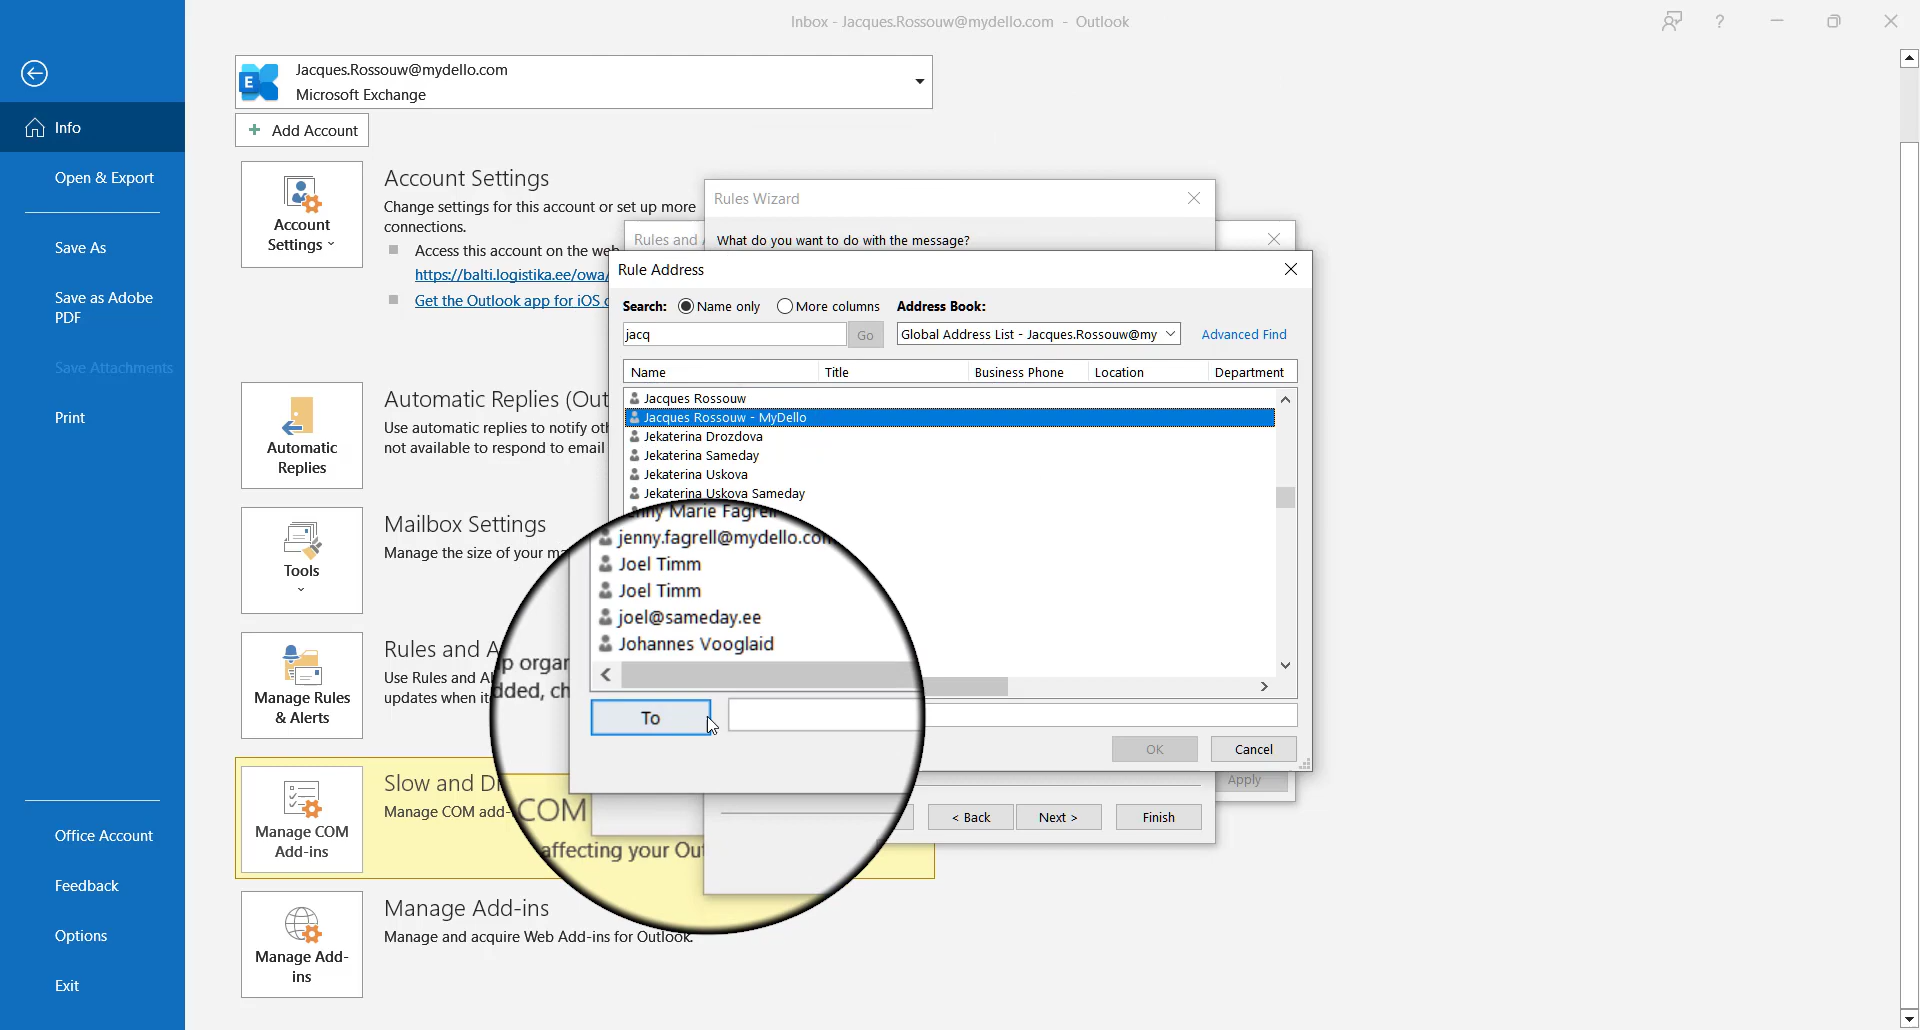 Inbox - Jacques.Rossouw@mydello.com - Outlook
?
Jacques.Rossouw@mydello.com
E
Microsoft Exchange
Info
+ Add Account
Open & Export
Save As
Save as Adobe
PDF
Save Attachments
Print
Office Account
Feedback
Options
Exit
Account
Settings
Account Settings
Change settings for this account or set up more
connections.
Access this account on the web
https://balti.logistika.ee/owa/
Get the Outlook app for iOS
Automatic
Replies
Automatic Replies (Out
Use automatic replies to notify
not available to respond to email
Tools
Mailbox Settings
Manage the size of your
Manage Rules
& Alerts
Rules and A
Use Rules and
updates when it
Manage COM
Add-ins
Slow and
Manage COM add-
Manage Add-
ins
Manage Add-ins
Manage and acquire Web Add-ins for Outlook.
Rules and
Rules Wizard
What do you want to do with the message?
Rule Address
Search: Name only More columns Address Book:
jacq Go Global Address List - Jacques.Rossouw@my Advanced Find
Name Title Business Phone Location Department
Jacques Rossouw
Jacques Rossouw - MyDello
Jekaterina Drozdova
Jekaterina Sameday
Jekaterina Uskova
Jekaterina Uskova Sameday
Marie
jenny.fagrell@mydello.com
Joel Timm
Joel Timm
joel@sameday.ee
Johannes Vooglaid
p organ
dded, ch
To
OK Cancel
Apply
COM
affecting your Out
< Back Next > Finish